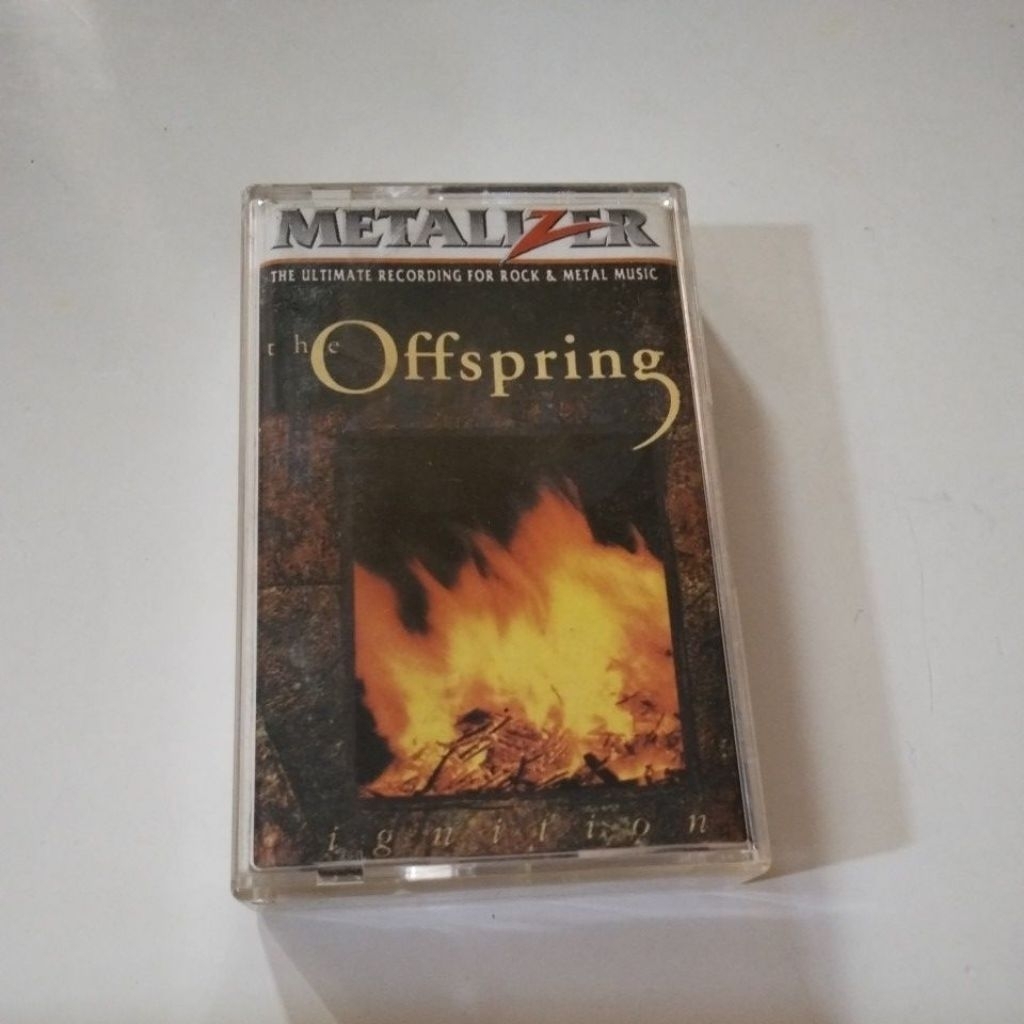 METALIZER
THE ULTIMATE RECORDING FOR ROCK & METAL MUSIC
the Offspring
ignition